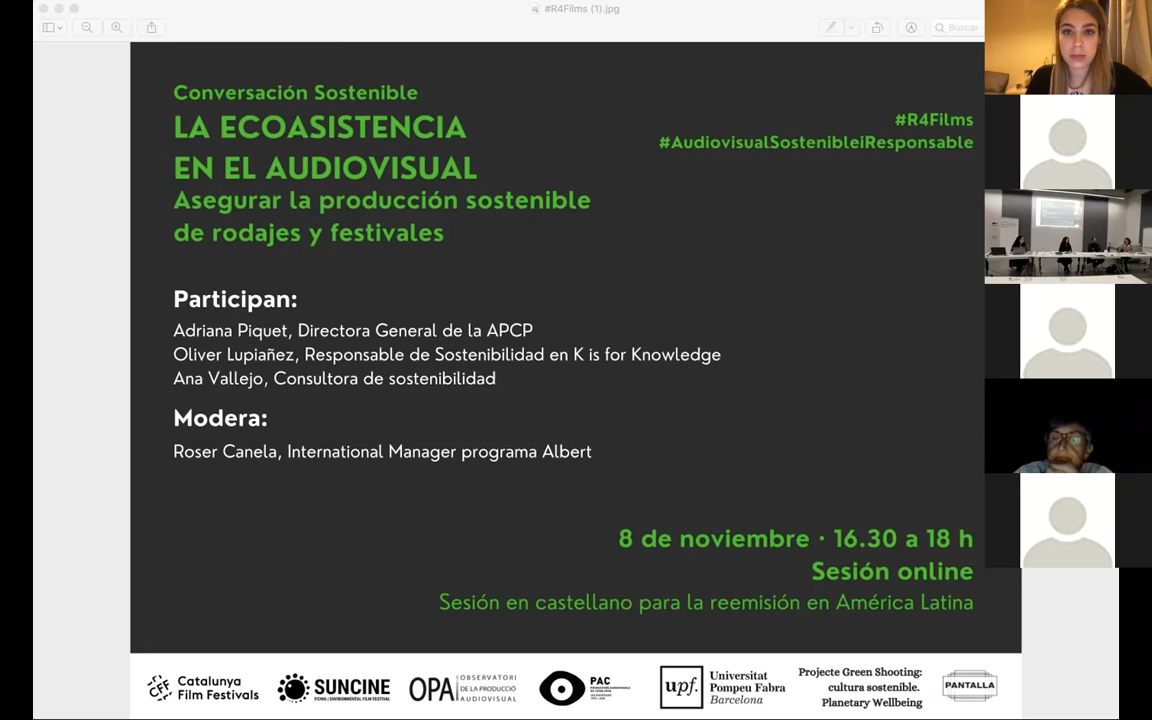 #R4Films (1).jpg
Buscar
Conversación Sostenible
LA ECOASISTENCIA
EN EL AUDIOVISUAL
Asegurar la producción sostenible
de rodajes y festivales
#R4Films
#AudiovisualSostenibleiResponsable
Participan:
Adriana Piquet, Directora General de la APCP
Oliver Lupiañez, Responsable de Sostenibilidad en K is for Knowledge
Ana Vallejo, Consultora de sostenibilidad
Modera:
Roser Canela, International Manager programa Albert
8 de noviembre · 16.30 a 18 h
Sesión online
Sesión en castellano para la reemisión en América Latina
CFF
Catalunya
Film Festivals
SUNCINE
OPA
OBSERVATORI
DE LA PRODUCCIÓ
AUDIOVISUAL
PAC
upf.
Universitat
Pompeu Fabra
Barcelona
Projecte Green Shooting:
cultura sostenible.
Planetary Wellbeing
PANTALLA